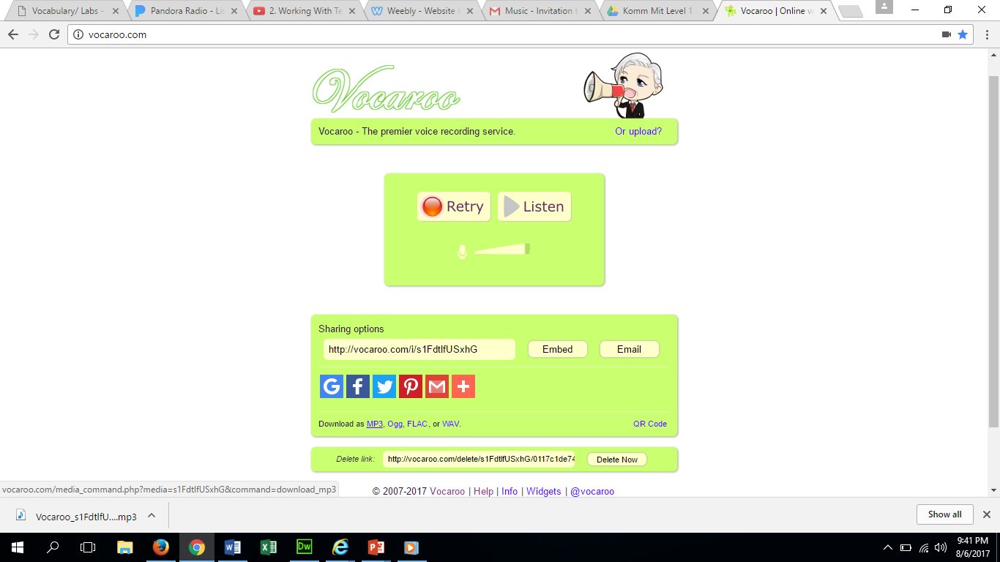 Vocabulary/ Labs -
Pandora Radio - Lis
2. Working With Te
Weebly - Website
Music - Invitation t
Komm Mit Level 1
Vocaroo | Online v
vocaroo.com
Vocaroo
Vocaroo - The premier voice recording service.
Or upload?
Retry
Listen
Sharing options
http://vocaroo.com/i/s1FdtlfUSxhG
Embed
Email
Download as MP3, Ogg, FLAC, or WAV.
QR Code
Delete link:
http://vocaroo.com/delete/s1FdtlfUSxhG/0117c1de74
Delete Now
vocaroo.com/media_command.php?media=s1FdtlfUSxhG&command=download_mp3
© 2007-2017 Vocaroo | Help | Info | Widgets | @vocaroo
Vocaroo_s1FdtlfU....mp3
Show all
Dw
9:41 PM
8/6/2017